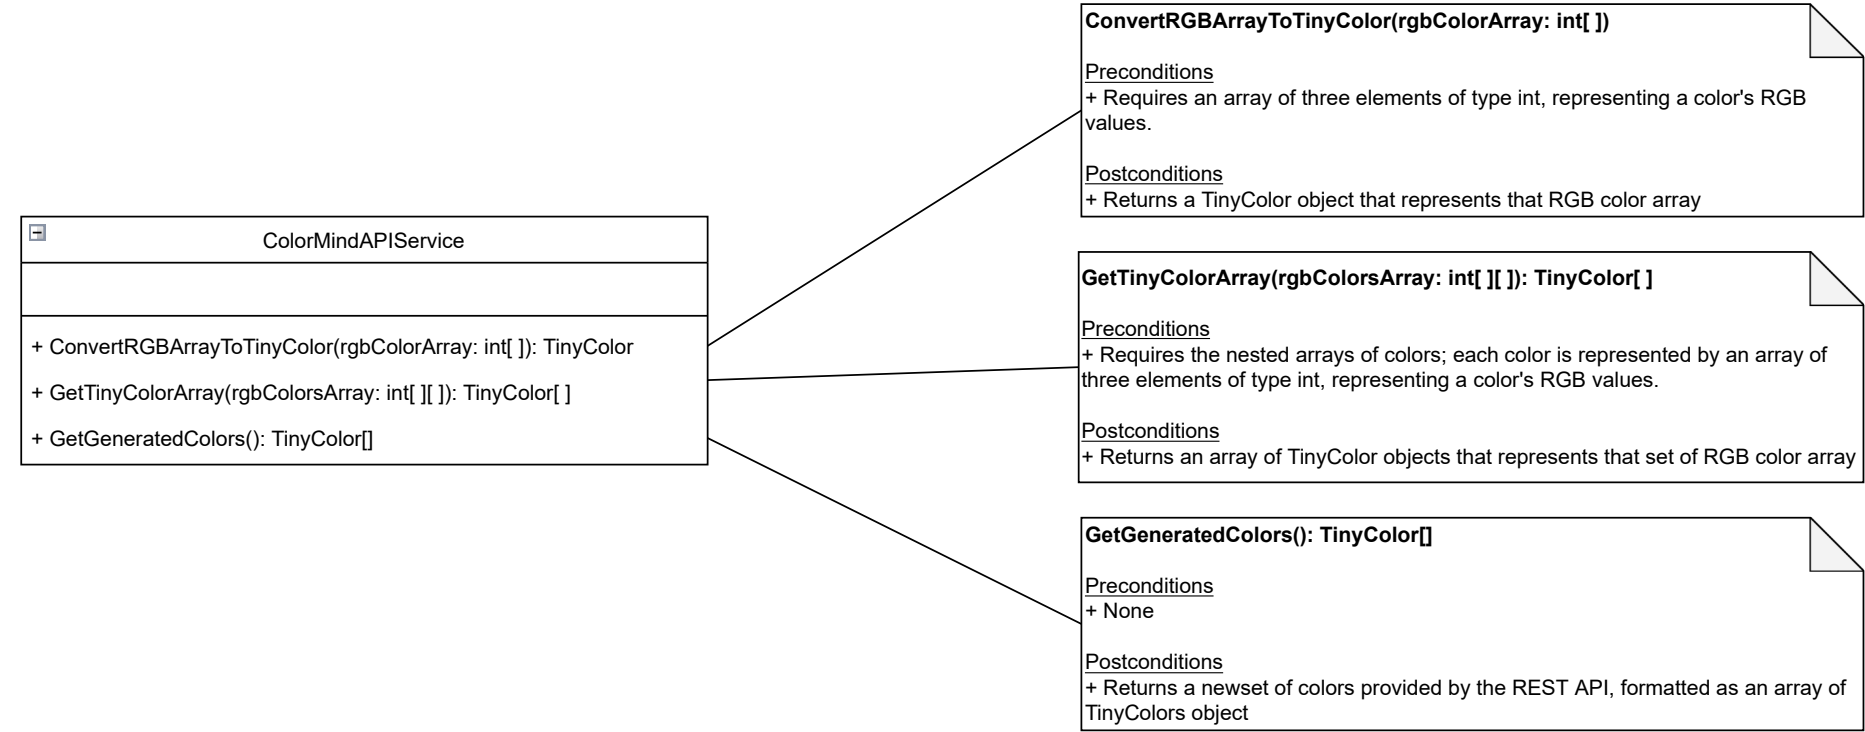 ColorMindAPIService
+ ConvertRGBArrayToTinyColor(rgbColorArray: int[ ]): TinyColor
+ GetTinyColorArray(rgbColorsArray: int[ ][ ]): TinyColor[ ]
+ GetGeneratedColors(): TinyColor[]
ConvertRGBArrayToTinyColor(rgbColorArray: int[ ])
Preconditions
+ Requires an array of three elements of type int, representing a color's RGB
values.
Postconditions
+ Returns a TinyColor object that represents that RGB color array
GetTinyColorArray(rgbColorsArray: int[ ][ ]): TinyColor[ ]
Preconditions
+ Requires the nested arrays of colors; each color is represented by an array of
three elements of type int, representing a color's RGB values.
Postconditions
+ Returns an array of TinyColor objects that represents that set of RGB color array
GetGeneratedColors(): TinyColor[]
Preconditions
+ None
Postconditions
+ Returns a newset of colors provided by the REST API, formatted as an array of
TinyColors object